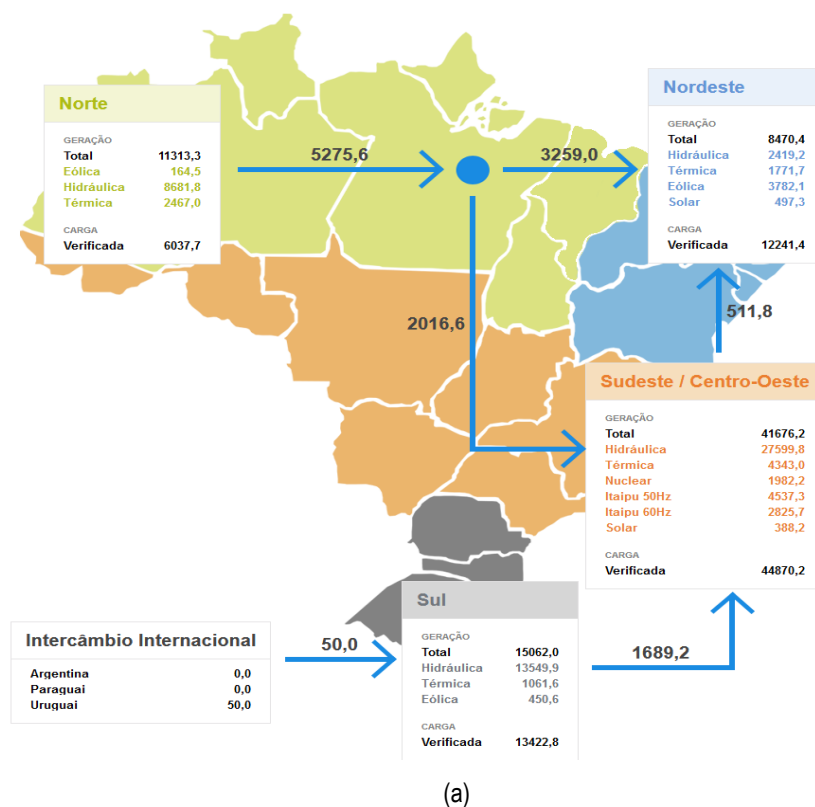 Norte
GERAÇÃO
Total 11313,3
Eólica 164,5
Hidráulica 8681,8
Térmica 2467,0
CARGA
Verificada 6037,7
5275,6
3259,0
Nordeste
GERAÇÃO
Total 8470,4
Hidráulica 2419,2
Térmica 1771,7
Eólica 3782,1
Solar 497,3
CARGA
Verificada 12241,4
2016,6
511,8
Sudeste / Centro-Oeste
GERAÇÃO
Total 41676,2
Hidráulica 27599,8
Térmica 4343,0
Nuclear 1982,2
Itaipu 50Hz 4537,3
Itaipu 60Hz 2825,7
Solar 388,2
CARGA
Verificada 44870,2
Intercâmbio Internacional
Argentina 0,0
Paraguai 0,0
Uruguai 50,0
50,0
Sul
GERAÇÃO
Total 15062,0
Hidráulica 13549,9
Térmica 1061,6
Eólica 450,6
CARGA
Verificada 13422,8
1689,2
(a)